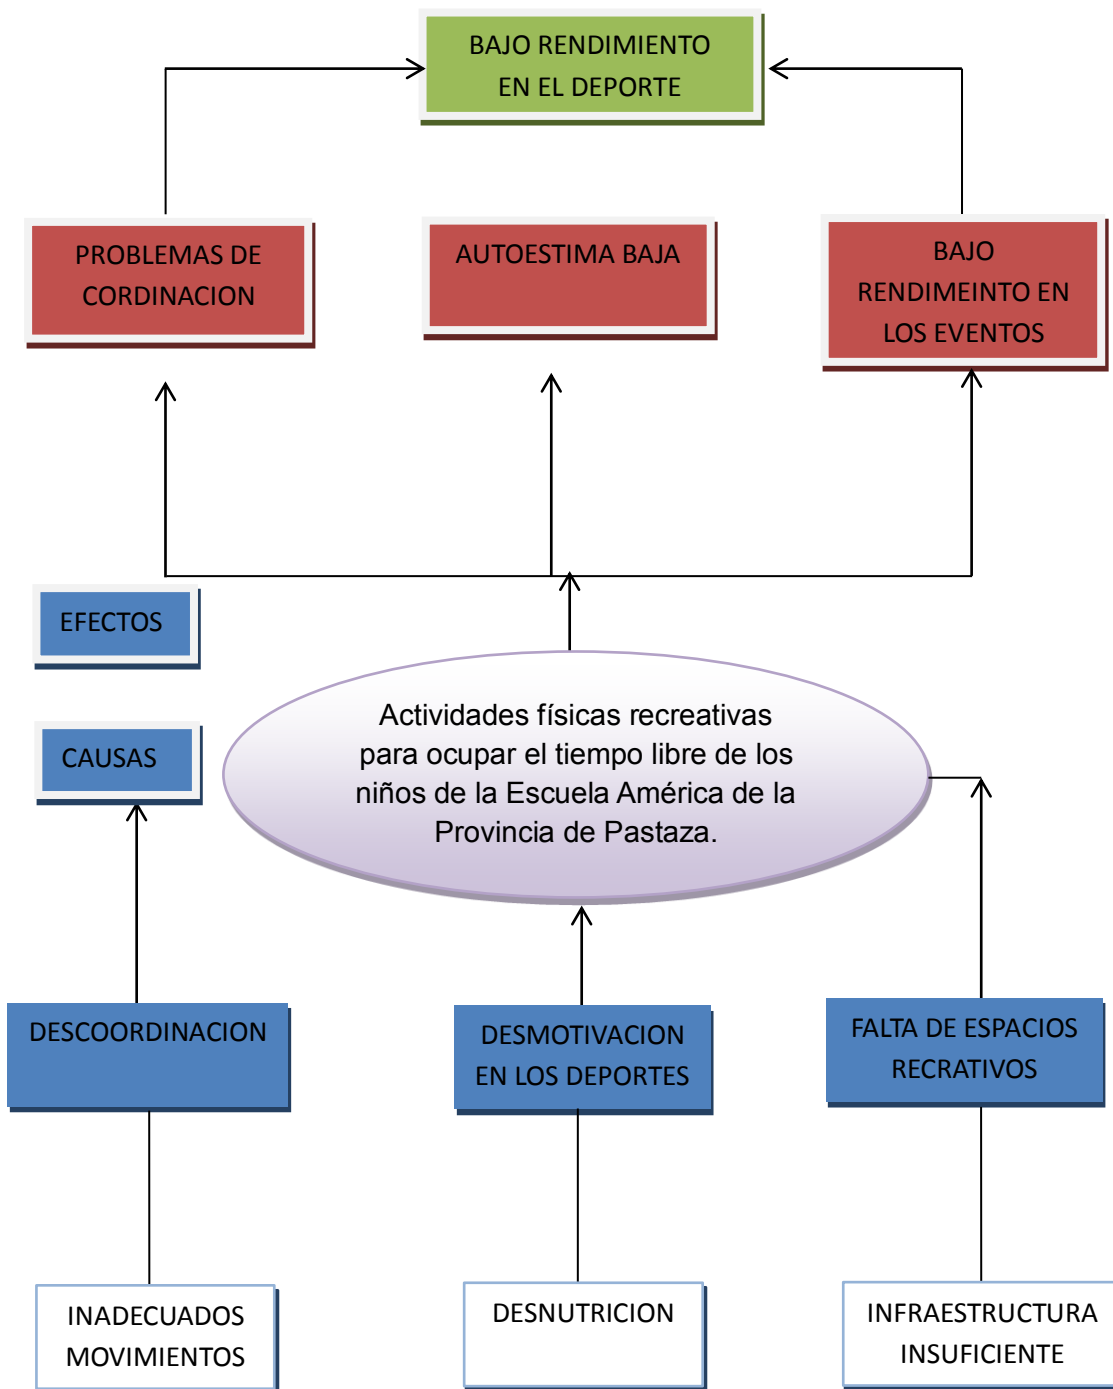 BAJO RENDIMIENTO
EN EL DEPORTE
PROBLEMAS DE
CORDINACION
AUTOESTIMA BAJA
BAJO
RENDIMEINTO EN
LOS EVENTOS
EFECTOS
CAUSAS
Actividades físicas recreativas
para ocupar el tiempo libre de los
niños de la Escuela América de la
Provincia de Pastaza.
DESCOORDINACION
DESMOTIVACION
EN LOS DEPORTES
FALTA DE ESPACIOS
RECRATIVOS
INADECUADOS
MOVIMIENTOS
DESNUTRICION
INFRAESTRUCTURA
INSUFICIENTE